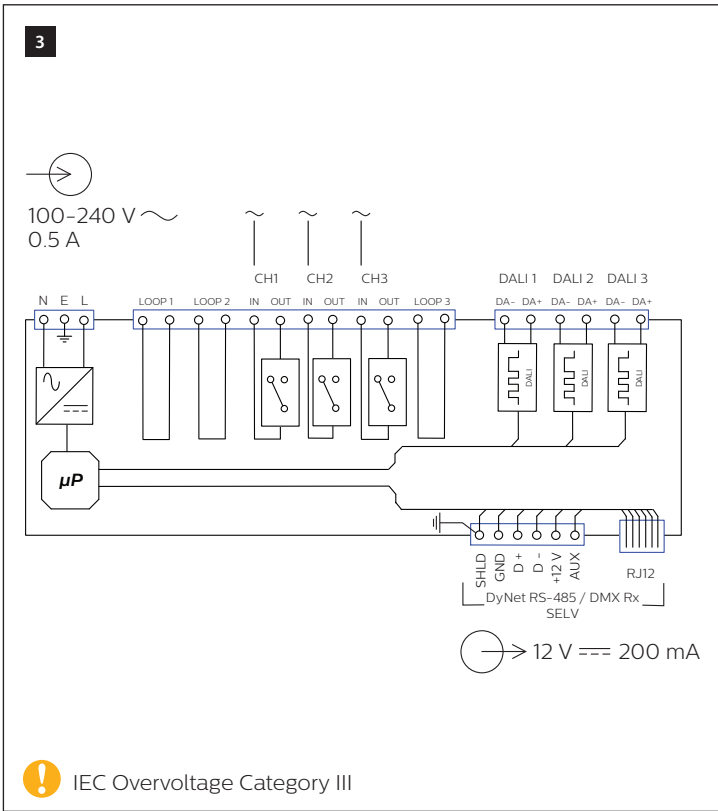 3
100-240 V
0.5 A
CH1 CH2 CH3 DALI 1 DALI 2 DALI 3
N E L LOOP 1 LOOP 2 IN OUT IN OUT IN OUT LOOP 3 DA- DA+ DA- DA+ DA- DA+
DALI DALI DALI
µP
SHLD GND D + D - +12 V AUX RJ12
DyNet RS-485 / DMX Rx
SELV
12 V 200 mA
! IEC Overvoltage Category III